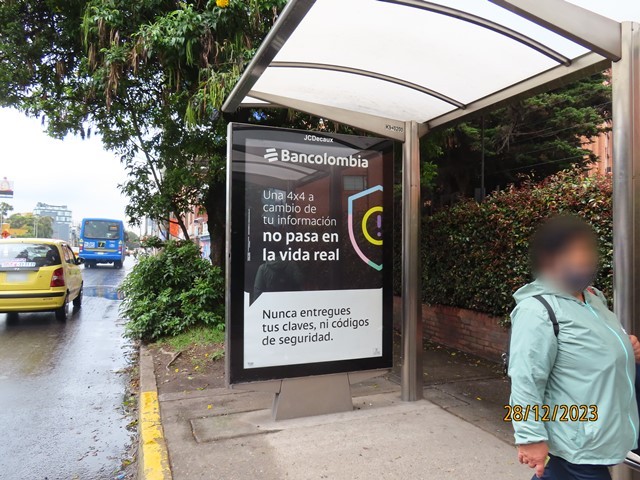 JCDecaux
Bancolombia
Una 4x4 a
cambio de
tu información
no pasa en
la vida real
Nunca entregues
tus claves, ni códigos
de seguridad.
28/12/2023